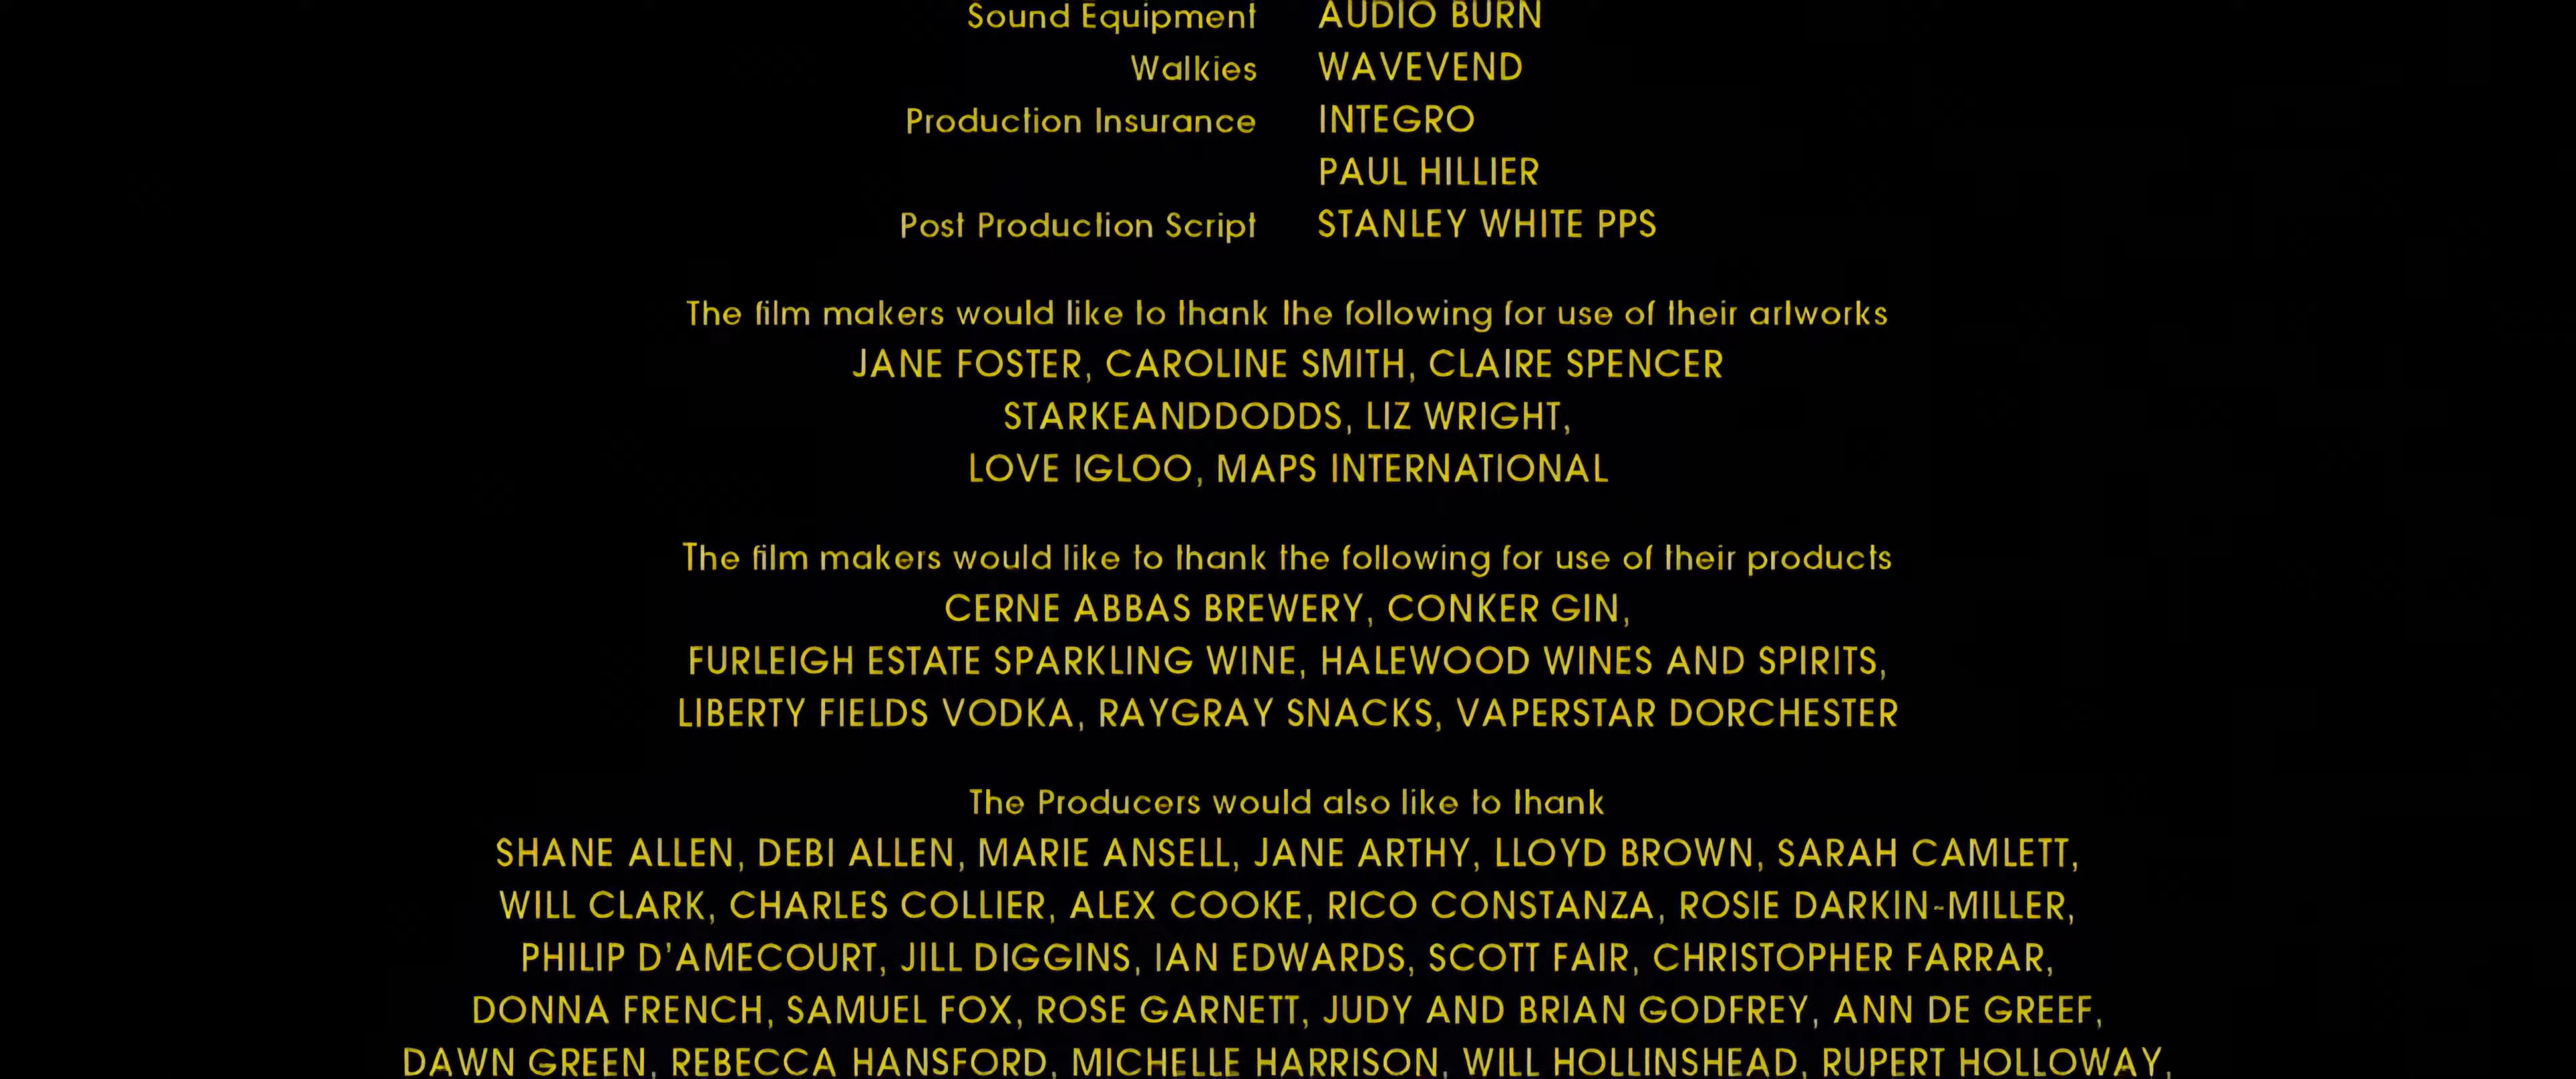 Sound Equipment AUDIO BURN
Walkies WAVEVEND
Production Insurance INTEGRO
PAUL HILLIER
Post Production Script STANLEY WHITE PPS
The film makers would like to thank the following for use of their artworks
JANE FOSTER, CAROLINE SMITH, CLAIRE SPENCER
STARKEANDDODDS, LIZ WRIGHT,
LOVE IGLOO, MAPS INTERNATIONAL
The film makers would like to thank the following for use of their products
CERNE ABBAS BREWERY, CONKER GIN,
FURLEIGH ESTATE SPARKLING WINE, HALEWOOD WINES AND SPIRITS,
LIBERTY FIELDS VODKA, RAYGRAY SNACKS, VAPERSTAR DORCHESTER
The Producers would also like to thank
SHANE ALLEN, DEBI ALLEN, MARIE ANSELL, JANE ARTHY, LLOYD BROWN, SARAH CAMLETT,
WILL CLARK, CHARLES COLLIER, ALEX COOKE, RICO CONSTANZA, ROSIE DARKIN-MILLER,
PHILIP D'AMECOURT, JILL DIGGINS, IAN EDWARDS, SCOTT FAIR, CHRISTOPHER FARRAR,
DONNA FRENCH, SAMUEL FOX, ROSE GARNETT, JUDY AND BRIAN GODFREY, ANN DE GREEF,
DAWN GREEN, REBECCA HANSFORD, MICHELLE HARRISON, WILL HOLLINSHEAD, RUPERT HOLLOWAY,